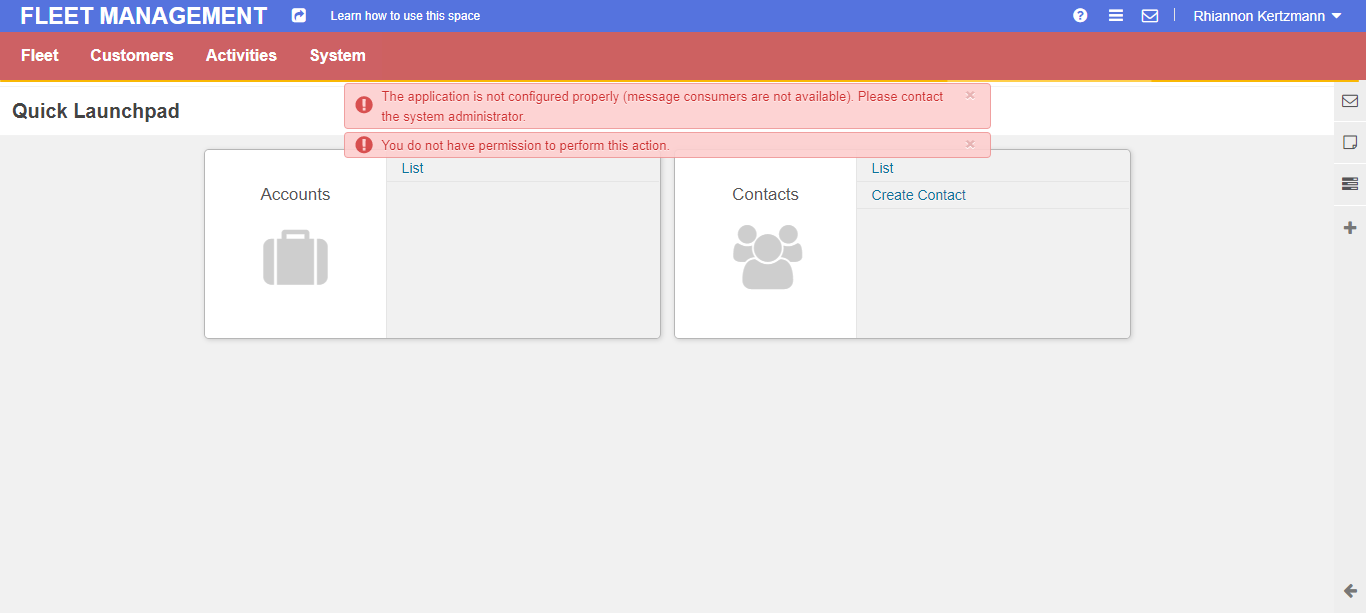 FLEET MANAGEMENT
Learn how to use this space
Rhiannon Kertzmann
Fleet
Customers
Activities
System
Quick Launchpad
The application is not configured properly (message consumers are not available). Please contact
the system administrator.
×
You do not have permission to perform this action.
×
Accounts
List
Contacts
List
Create Contact